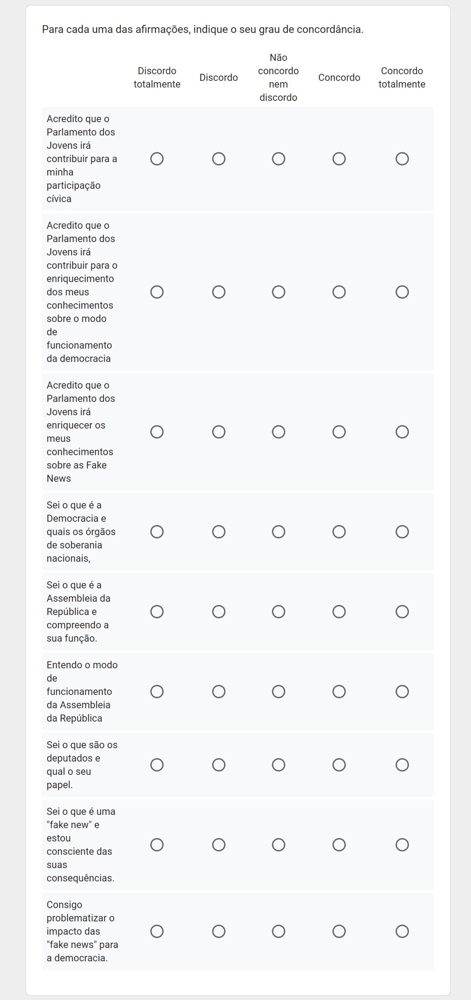 Para cada uma das afirmações, indique o seu grau de concordância.
Discordo
totalmente
Discordo
Não
concordo
nem
discordo
Concordo
Concordo
totalmente
Acredito que o
Parlamento dos
Jovens irá
contribuir para a
minha
participação
cívica
Acredito que o
Parlamento dos
Jovens irá
contribuir para o
enriquecimento
dos meus
conhecimentos
sobre o modo
de
funcionamento
da democracia
Acredito que o
Parlamento dos
Jovens irá
enriquecer os
meus
conhecimentos
sobre as Fake
News
Sei o que é a
Democracia e
quais os órgãos
de soberania
nacionais,
Sei o que é a
Assembleia da
República e
compreendo a
sua função.
Entendo o modo
de
funcionamento
da Assembleia
da República
Sei o que são os
deputados e
qual o seu
papel.
Sei o que é uma
"fake new" e
estou
consciente das
suas
consequências.
Consigo
problematizar o
impacto das
"fake news" para
a democracia.